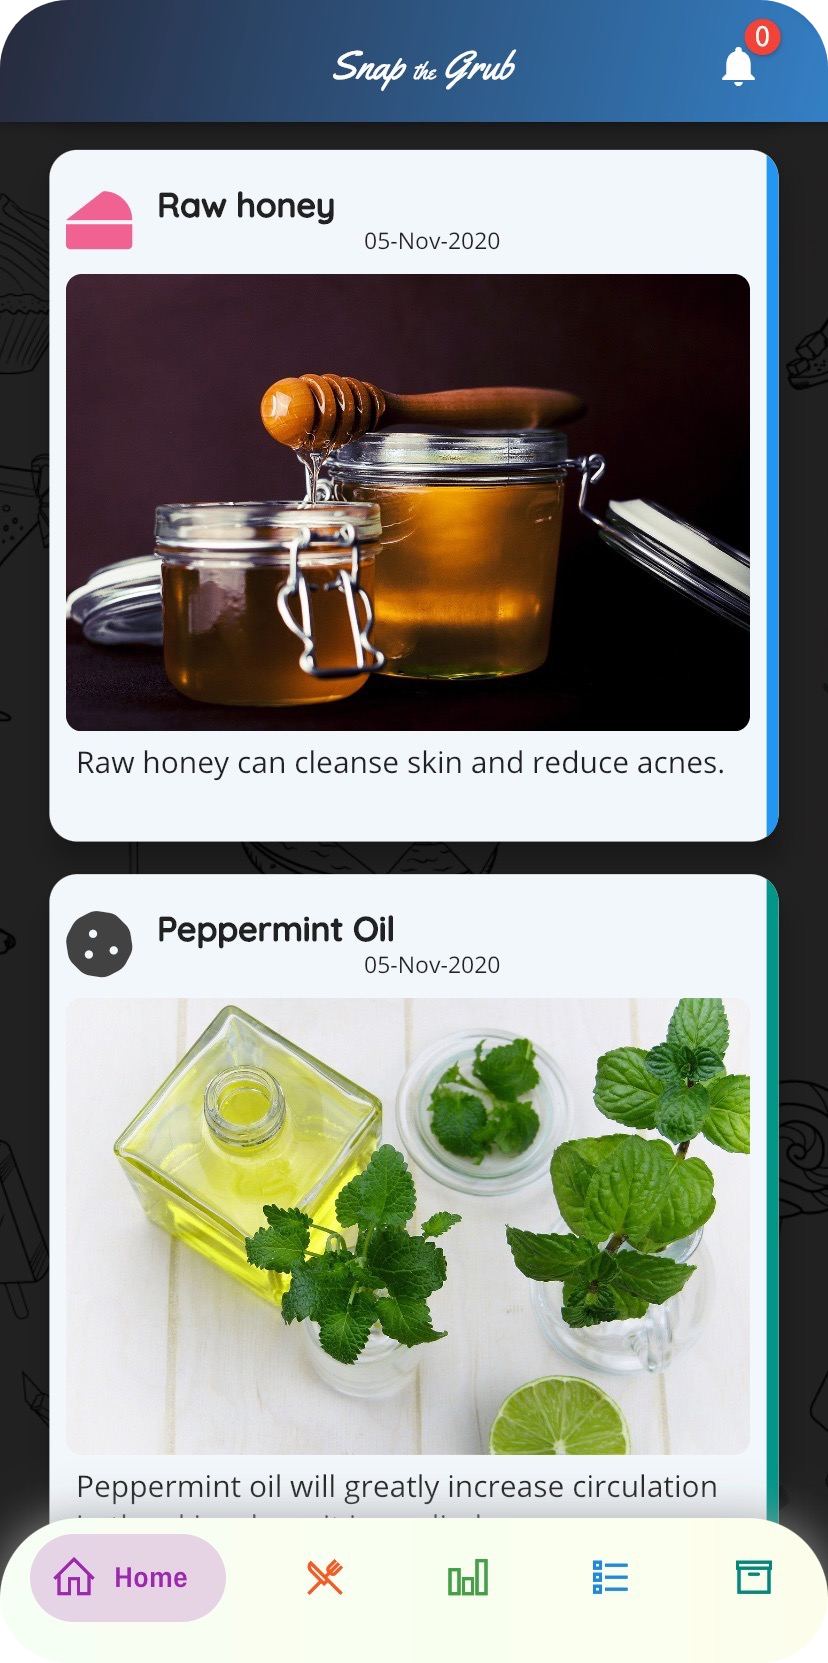 Snap the Grub
0
Raw honey
05-Nov-2020
Raw honey can cleanse skin and reduce acnes.
Peppermint Oil
05-Nov-2020
Peppermint oil will greatly increase circulation
Home